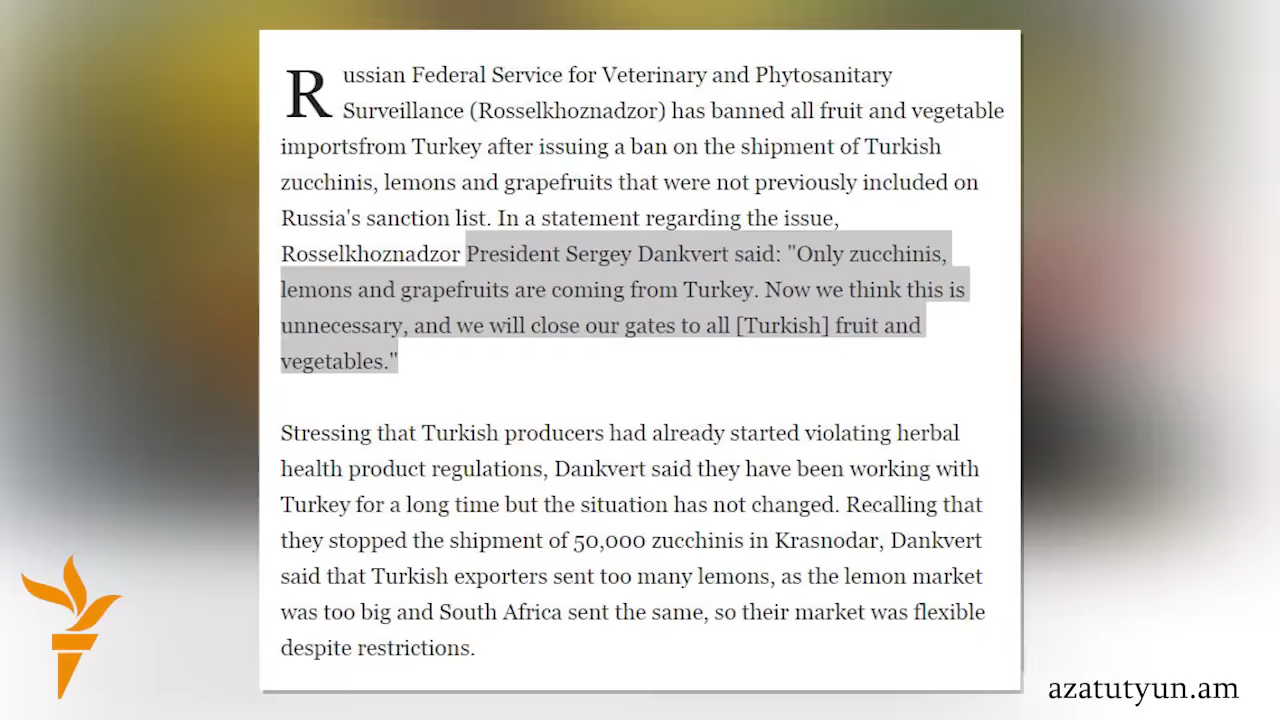 Russian Federal Service for Veterinary and Phytosanitary
Surveillance (Rosselkhoznadzor) has banned all fruit and vegetable
importsfrom Turkey after issuing a ban on the shipment of Turkish
zucchinis, lemons and grapefruits that were not previously included on
Russia's sanction list. In a statement regarding the issue,
Rosselkhoznadzor President Sergey Dankvert said: "Only zucchinis,
lemons and grapefruits are coming from Turkey. Now we think this is
unnecessary, and we will close our gates to all [Turkish] fruit and
vegetables."
Stressing that Turkish producers had already started violating herbal
health product regulations, Dankvert said they have been working with
Turkey for a long time but the situation has not changed. Recalling that
they stopped the shipment of 50,000 zucchinis in Krasnodar, Dankvert
said that Turkish exporters sent too many lemons, as the lemon market
was too big and South Africa sent the same, so their market was flexible
despite restrictions.
azatutyun.am